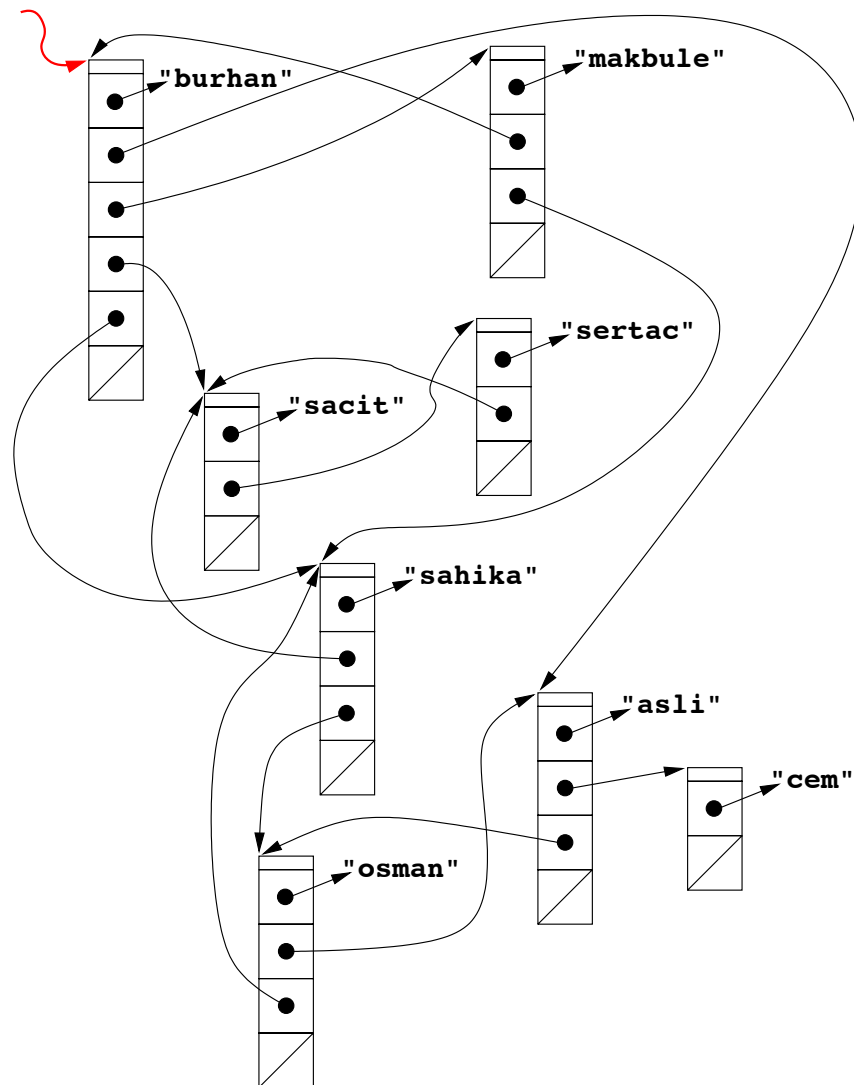 "burhan"
"makbule"
"sertac"
"sacit"
"sahika"
"asli"
"cem"
"osman"